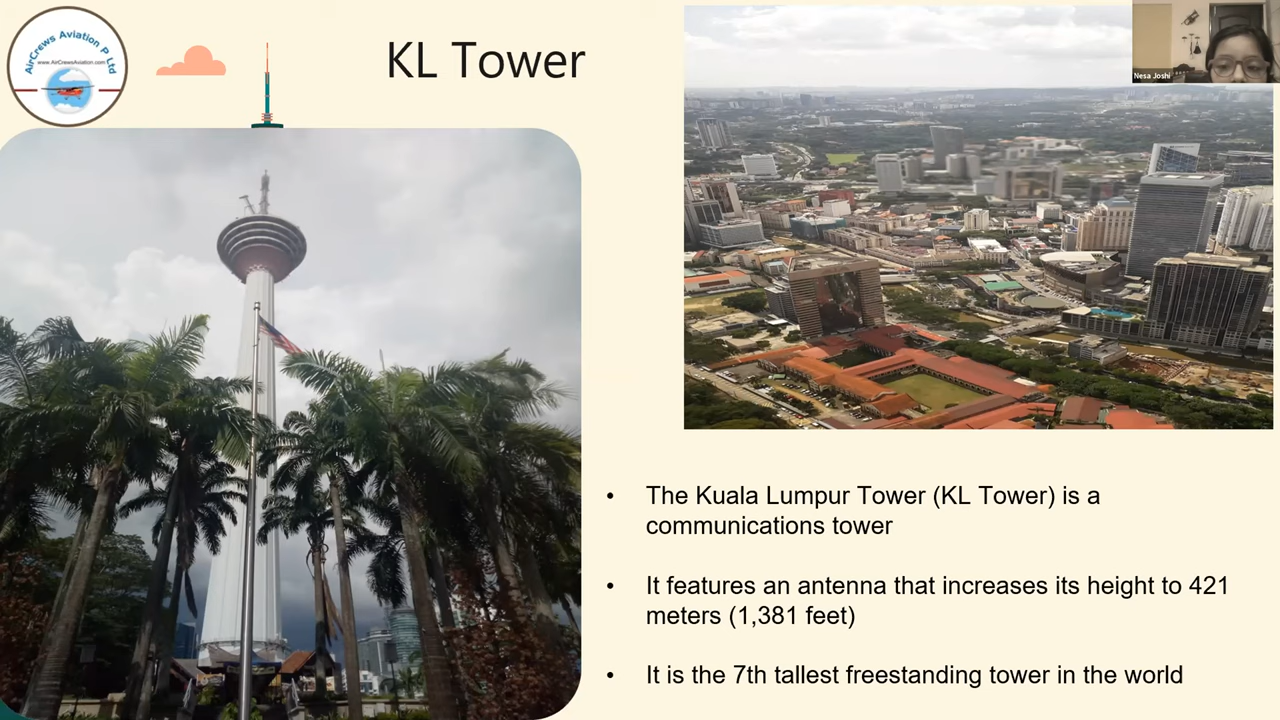 AirCrews Aviation P Ltd
www.AirCrewsAviation.com
KL Tower
Nesa Joshi
• The Kuala Lumpur Tower (KL Tower) is a
communications tower
• It features an antenna that increases its height to 421
meters (1,381 feet)
• It is the 7th tallest freestanding tower in the world